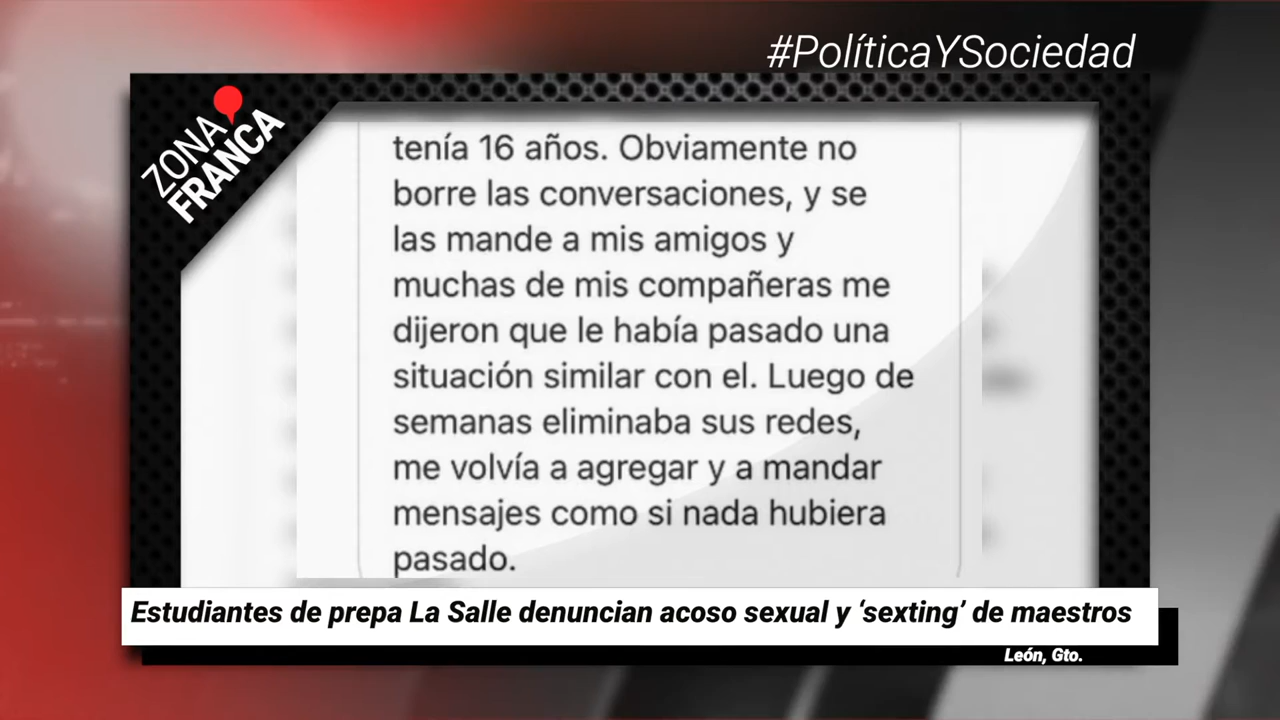 #PolíticaYSociedad
ZONA
FRANCA
tenía 16 años. Obviamente no
borre las conversaciones, y se
las mande a mis amigos y
muchas de mis compañeras me
dijeron que le había pasado una
situación similar con el. Luego de
semanas eliminaba sus redes,
me volvía a agregar y a mandar
mensajes como si nada hubiera
pasado.
Estudiantes de prepa La Salle denuncian acoso sexual y ‘sexting’ de maestros
León, Gto.